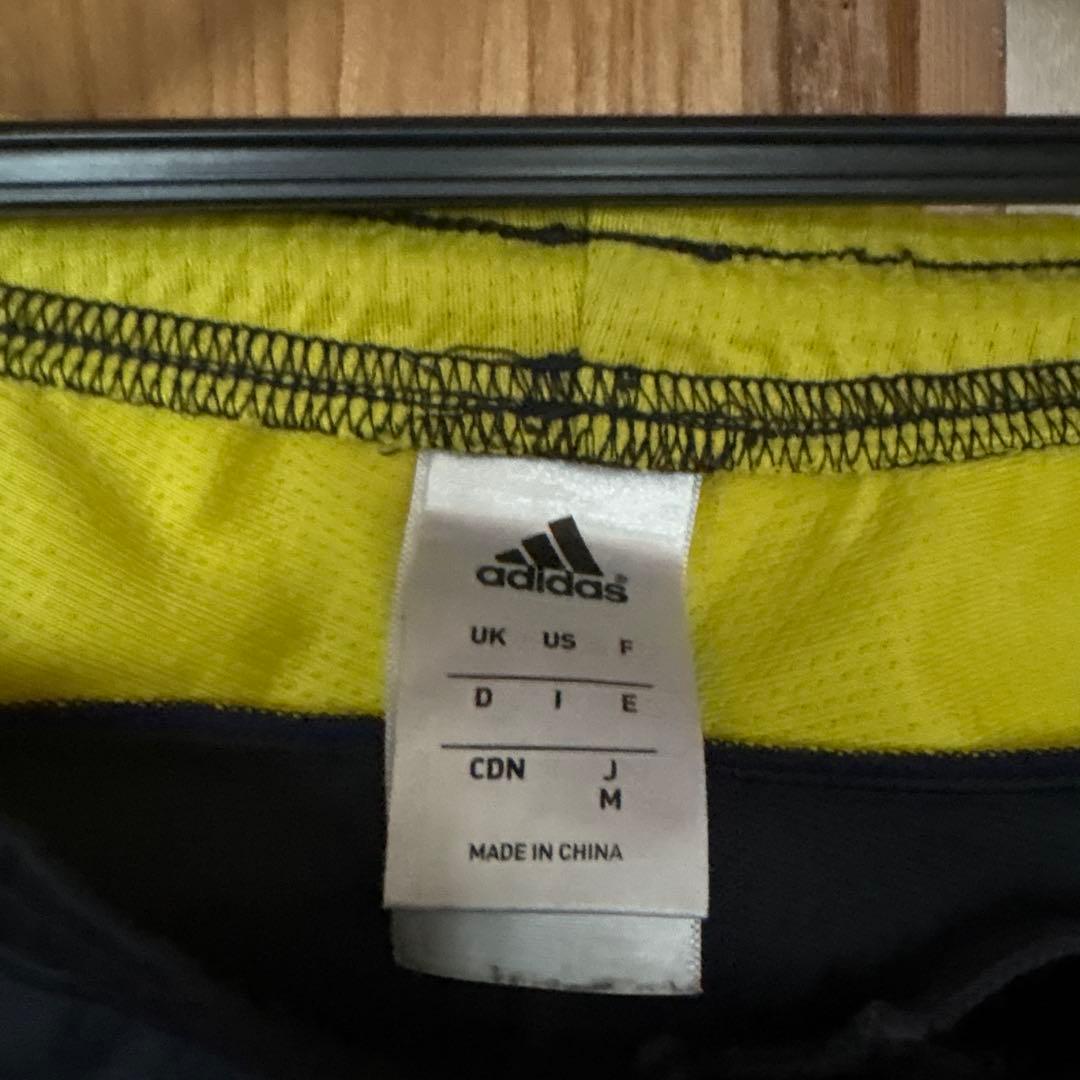 adidas®
UK US F
D I E
CDN J
M
MADE IN CHINA